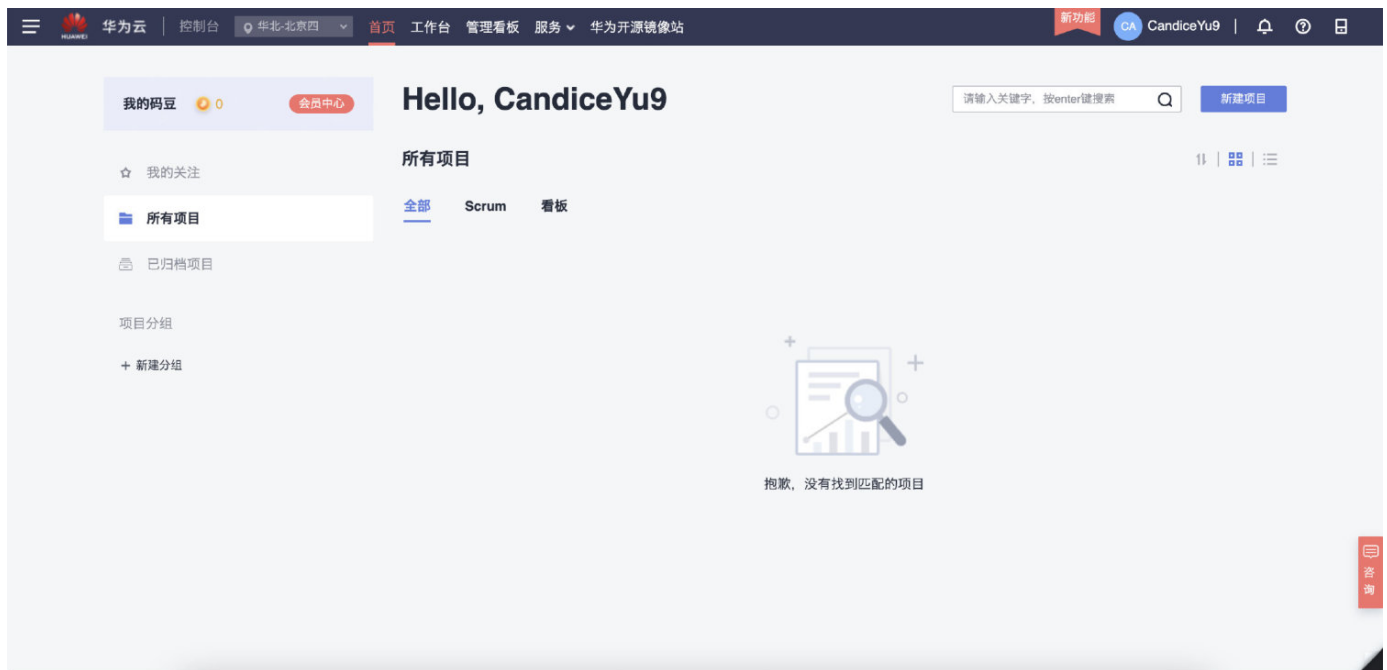 HUAWEI
华为云 | 控制台 华北-北京四 首页 工作台 管理看板 服务 华为开源镜像站 新功能 CA CandiceYu9
我的码豆 0 会员中心
Hello, CandiceYu9
请输入关键字，按enter键搜索 新建项目
我的关注
所有项目
已归档项目
项目分组
+ 新建分组
所有项目
全部 Scrum 看板
抱歉，没有找到匹配的项目
咨询